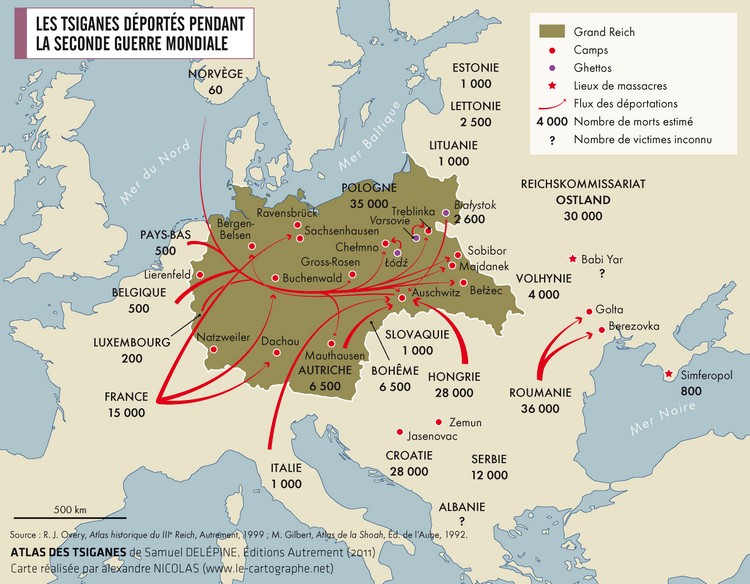 LES TSIGANES DÉPORTÉS PENDANT
LA SECONDE GUERRE MONDIALE
Grand Reich
Camps
Ghettos
Lieux de massacres
Flux des déportations
4 000 Nombre de morts estimé
? Nombre de victimes inconnu
NORVÈGE
60
ESTONIE
1 000
LETTONIE
2 500
LITUANIE
1 000
Mer du Nord
Mer Baltique
POLOGNE
35 000
REICHSKOMMISSARIAT
OSTLAND
30 000
Ravensbrück
Bergen-
Belsen
Sachsenhausen
Treblinka
Varsovie
Białystok
2 600
PAYS-BAS
500
Chełmno
Łódź
Sobibor
Majdanek
Bełżec
Babi Yar
?
Lierenfeld
Buchenwald
Gross-Rosen
Auschwitz
VOLHYNIE
4 000
BELGIQUE
500
Golta
Berezovka
LUXEMBOURG
200
Natzweiler
Dachau
Mauthausen
AUTRICHE
6 500
SLOVAQUIE
1 000
BOHÊME
6 500
HONGRIE
28 000
FRANCE
15 000
ROUMANIE
36 000
Simferopol
800
Mer Noire
Zemun
Jasenovac
CROATIE
28 000
SERBIE
12 000
ITALIE
1 000
ALBANIE
?
500 km
Source : R. J. Overy, Atlas historique du IIIe Reich, Autrement, 1999 ; M. Gilbert, Atlas de la Shoah, Éd. de l'Aube, 1992.
ATLAS DES TSIGANES de Samuel DELÉPINE, Éditions Autrement (2011)
Carte réalisée par alexandre NICOLAS (www.le-cartographe.net)